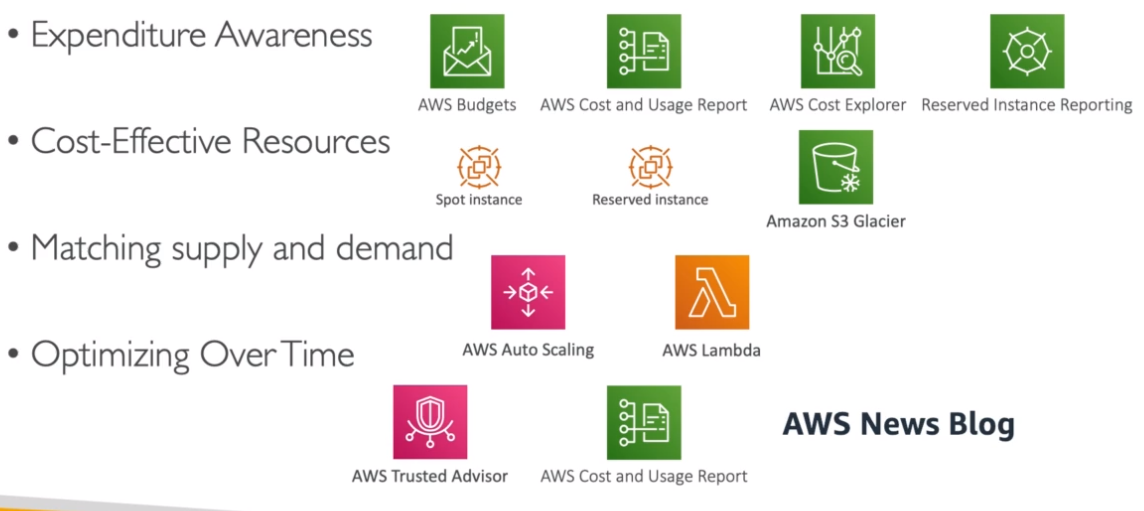 • Expenditure Awareness
AWS Budgets AWS Cost and Usage Report AWS Cost Explorer Reserved Instance Reporting
• Cost-Effective Resources
Spot instance Reserved instance
Amazon S3 Glacier
• Matching supply and demand
AWS Auto Scaling AWS Lambda
• Optimizing Over Time
AWS News Blog
AWS Trusted Advisor AWS Cost and Usage Report